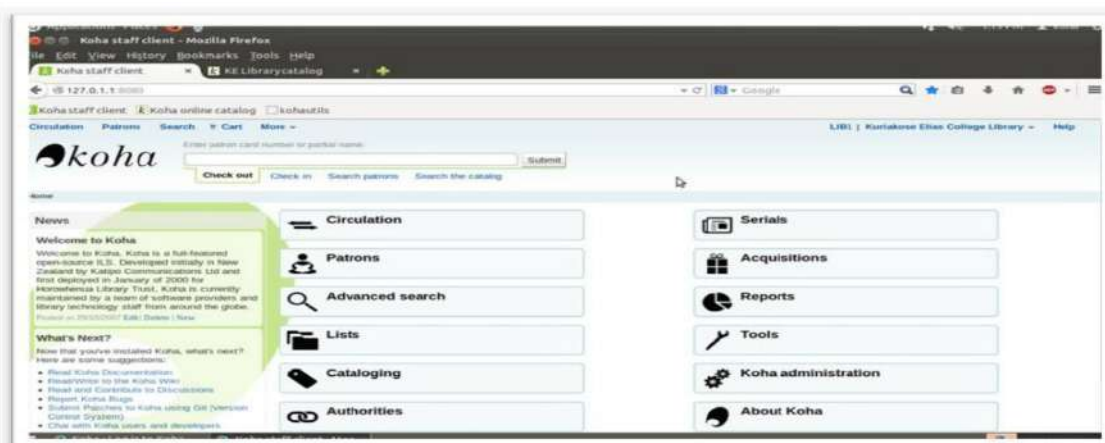 Koha staff client - Mozilla Firefox
File Edit View History Bookmarks Tools Help
Koha staff client KE Librarycatalog
127.0.1.1:8080 Google
Koha staff client Koha online catalog kohautils
Circulation Patrons Search Cart More LIB1 | Kuriakose Elias College Library Help
koha
Enter patron card number or partial name:
Submit
Check out Check in Search patrons Search the catalog
Home
News
Welcome to Koha
Welcome to Koha. Koha is a full-featured
open-source ILS. Developed initially in New
Zealand by Katipo Communications Ltd and
first deployed in January of 2000 for
Horowhenua Library Trust, Koha is currently
maintained by a team of software providers and
library technology staff from around the globe.
Edit | Delete | New
What's Next?
Now that you've installed Koha, what's next?
Here are some suggestions:
Read Koha Documentation
Read/Write to the Koha Wiki
Read and Contribute to Discussions
Report Koha Bugs
Submit Patches to Koha using Git (Version
Control System)
Chat with Koha users and developers
Circulation
Patrons
Advanced search
Lists
Cataloging
Authorities
Serials
Acquisitions
Reports
Tools
Koha administration
About Koha